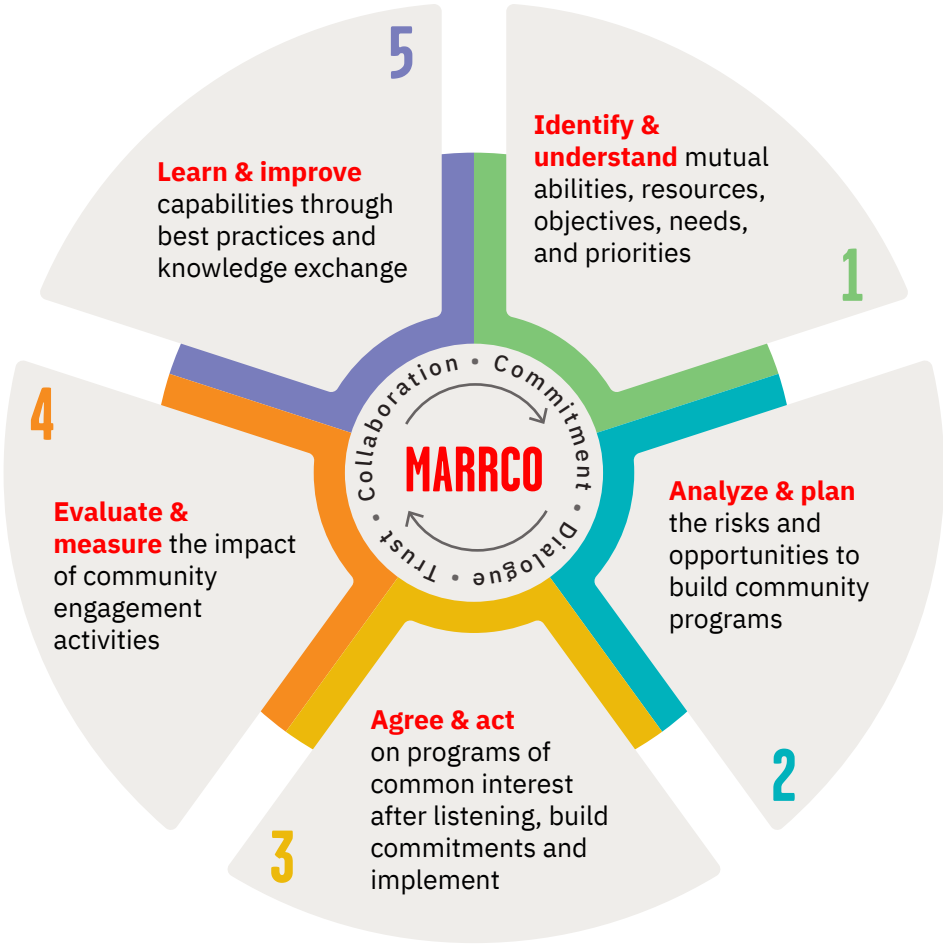 1
Identify &
understand mutual
abilities, resources,
objectives, needs,
and priorities
2
Analyze & plan
the risks and
opportunities to
build community
programs
3
Agree & act
on programs of
common interest
after listening, build
commitments and
implement
4
Evaluate &
measure the impact
of community
engagement
activities
5
Learn & improve
capabilities through
best practices and
knowledge exchange
Collaboration • Commitment • Dialogue • Trust •
MARRCO